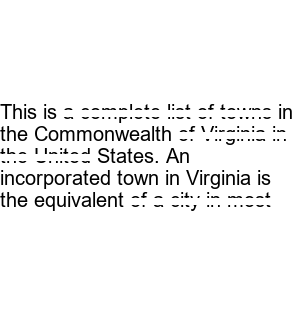 This is a complete list of towns in
the Commonwealth of Virginia in
the United States. An
incorporated town in Virginia is
the equivalent of a city in most